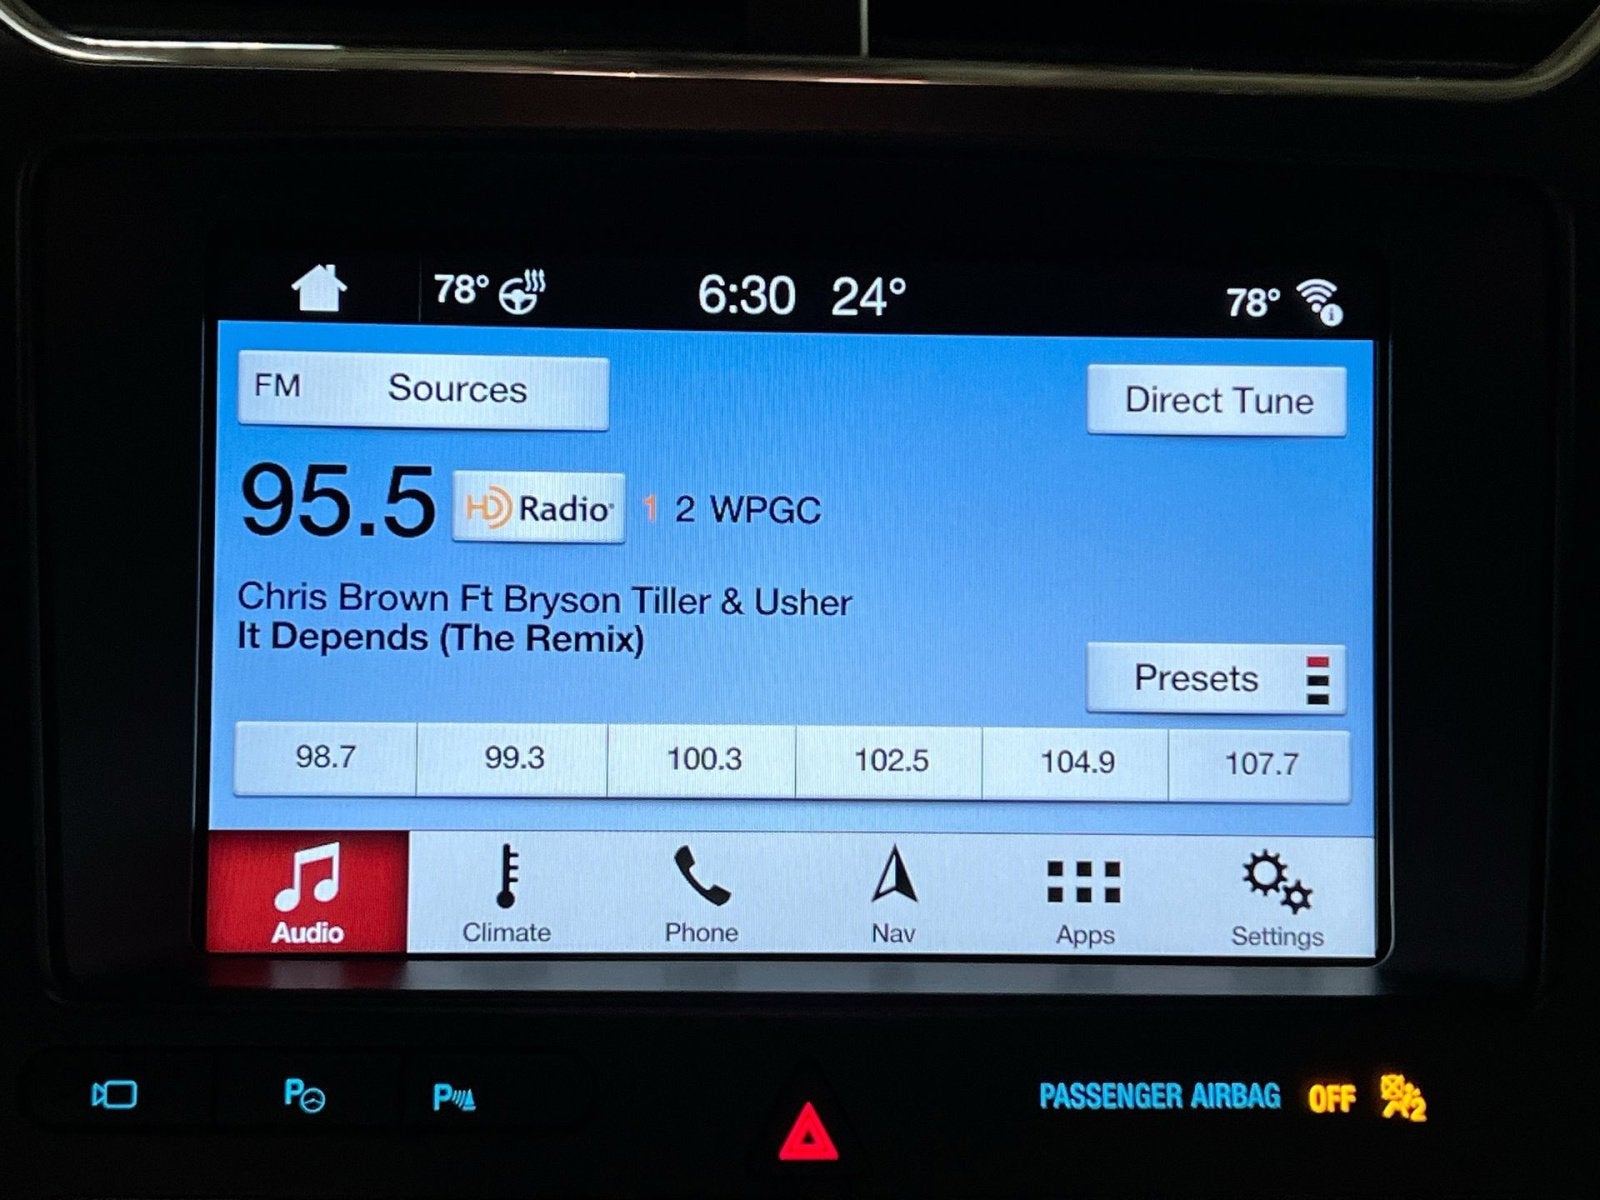 78° 6:30 24° 78°
FM Sources Direct Tune
95.5 HD Radio 1 2 WPGC
Chris Brown Ft Bryson Tiller & Usher
It Depends (The Remix)
Presets
98.7 99.3 100.3 102.5 104.9 107.7
Audio Climate Phone Nav Apps Settings
P P PASSENGER AIRBAG OFF 2